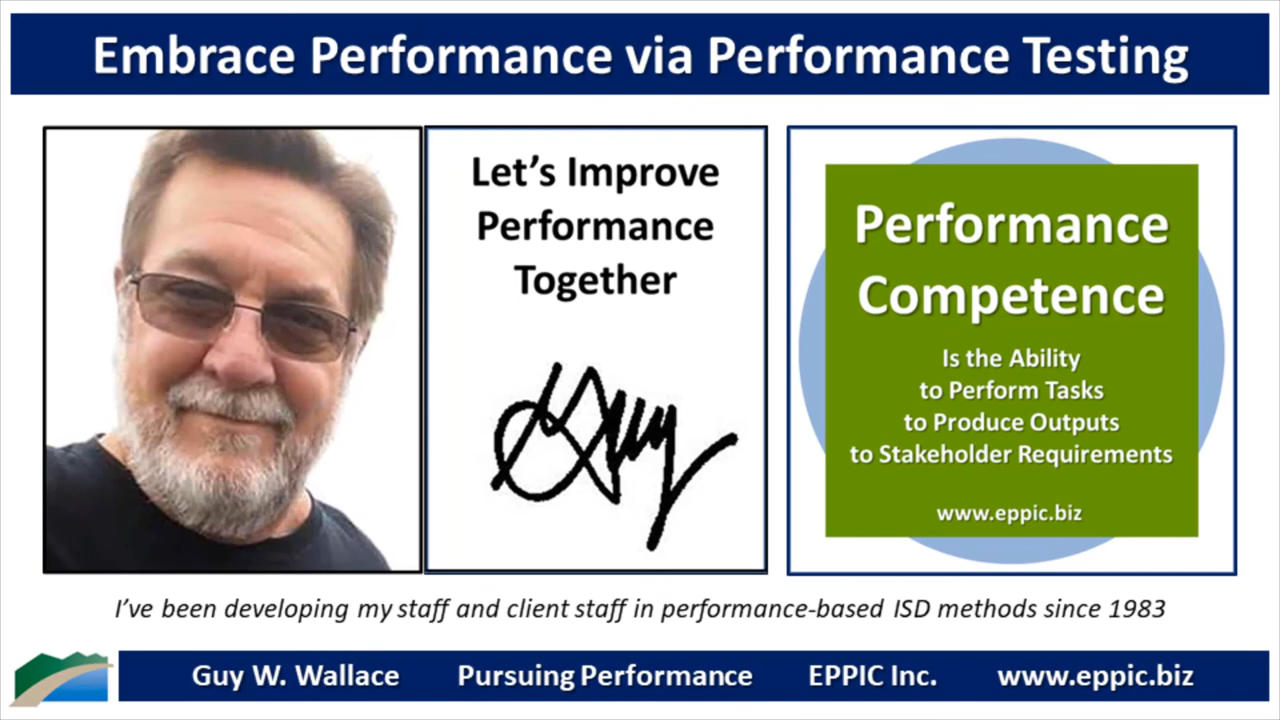 Embrace Performance via Performance Testing
Let’s Improve
Performance
Together
Guy
Performance
Competence
Is the Ability
to Perform Tasks
to Produce Outputs
to Stakeholder Requirements
www.eppic.biz
I’ve been developing my staff and client staff in performance-based ISD methods since 1983
Guy W. Wallace Pursuing Performance EPPIC Inc. www.eppic.biz